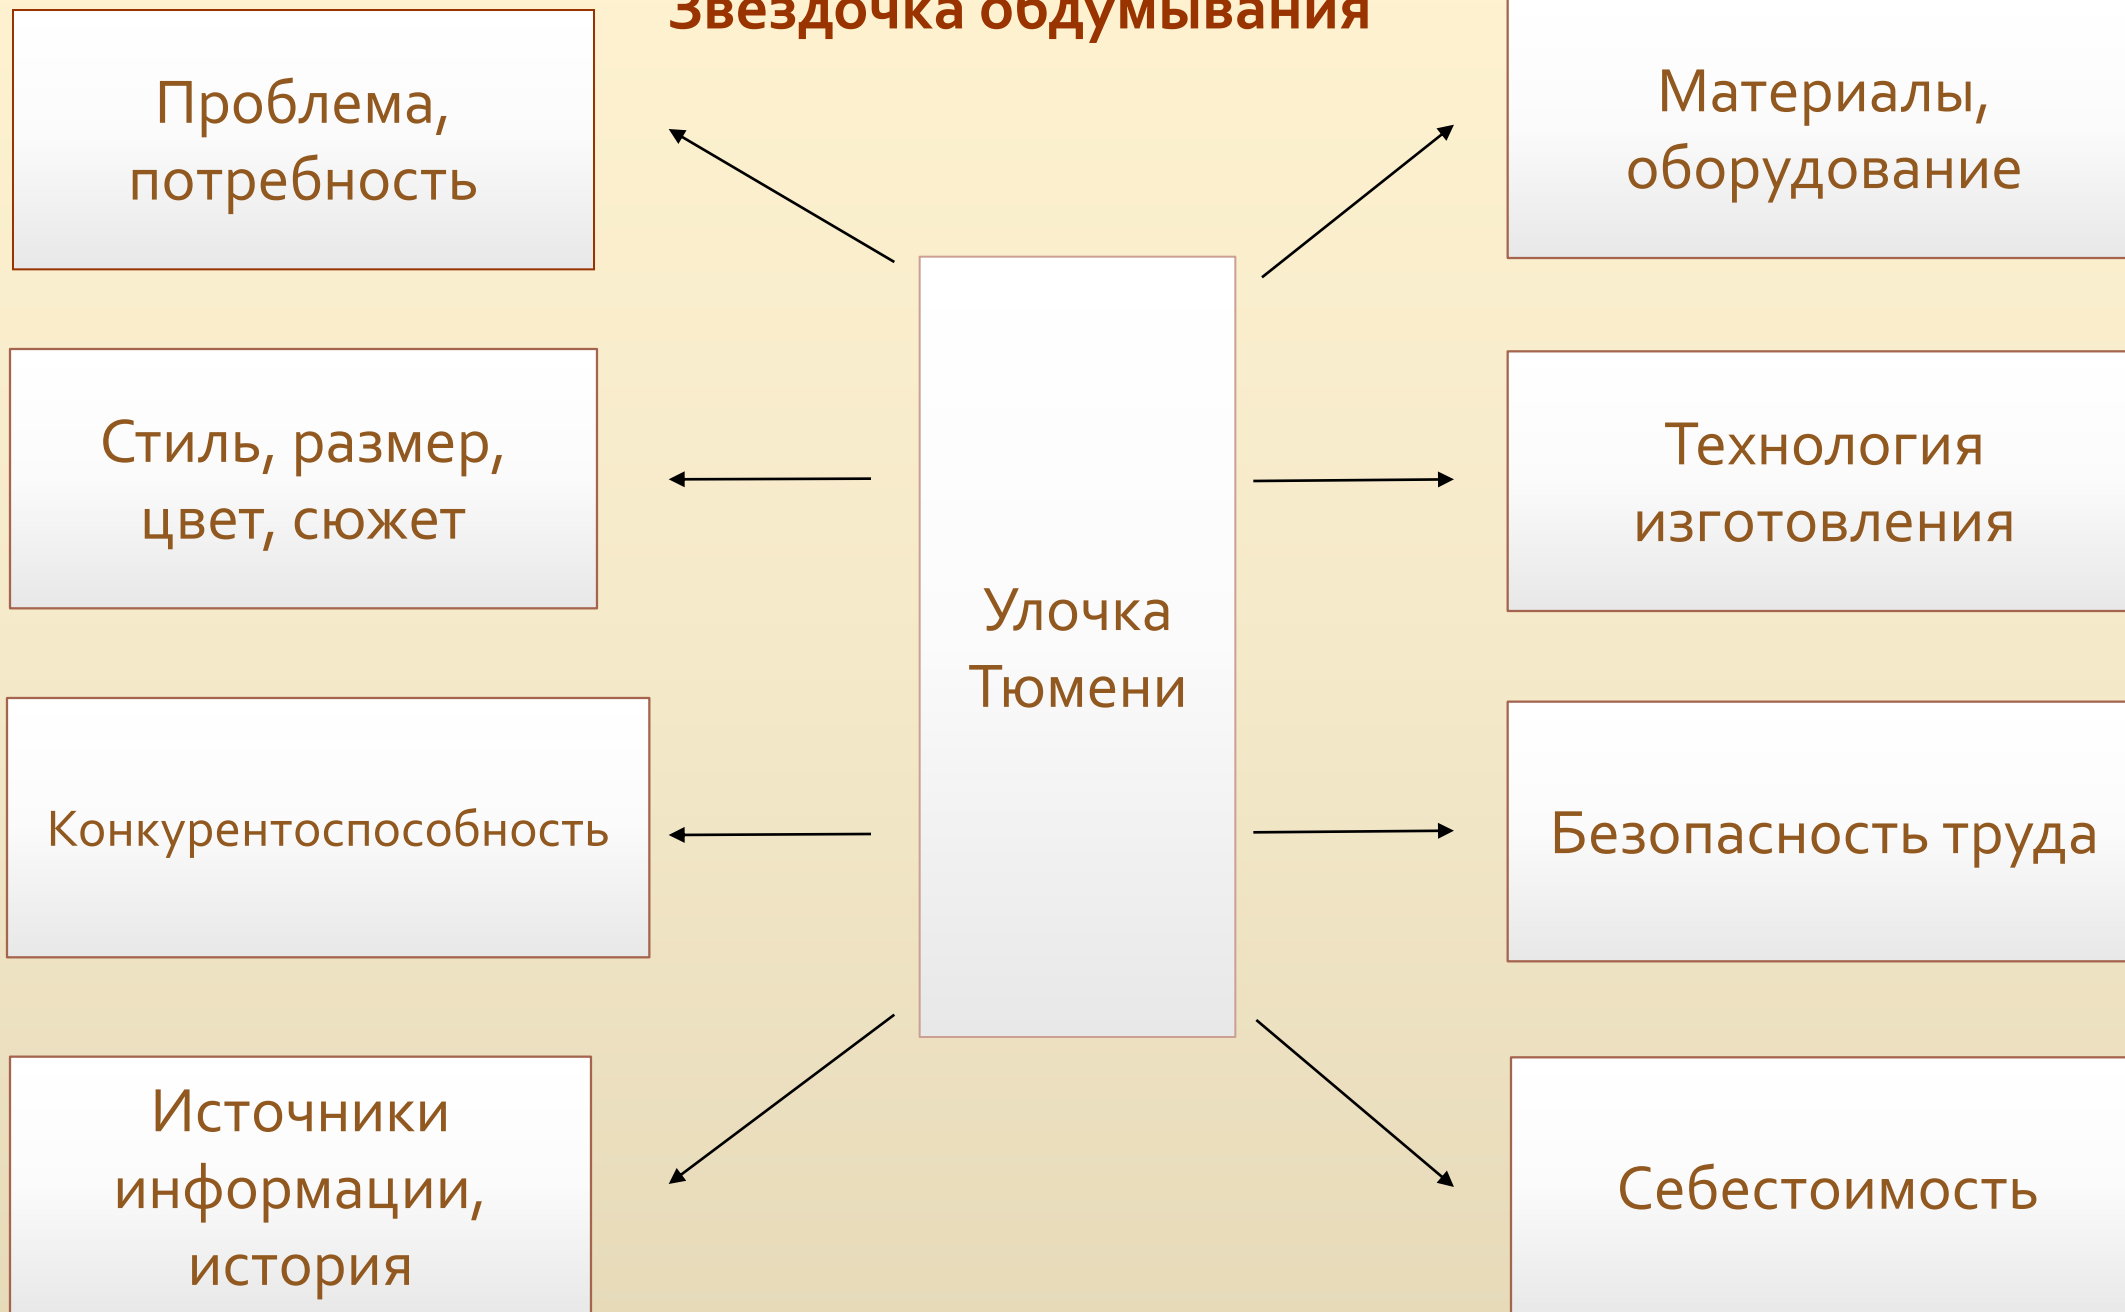 Звездочка обдумывания
Проблема,
потребность
Материалы,
оборудование
Стиль, размер,
цвет, сюжет
Технология
изготовления
Улочка
Тюмени
Конкурентоспособность
Безопасность труда
Источники
информации,
история
Себестоимость